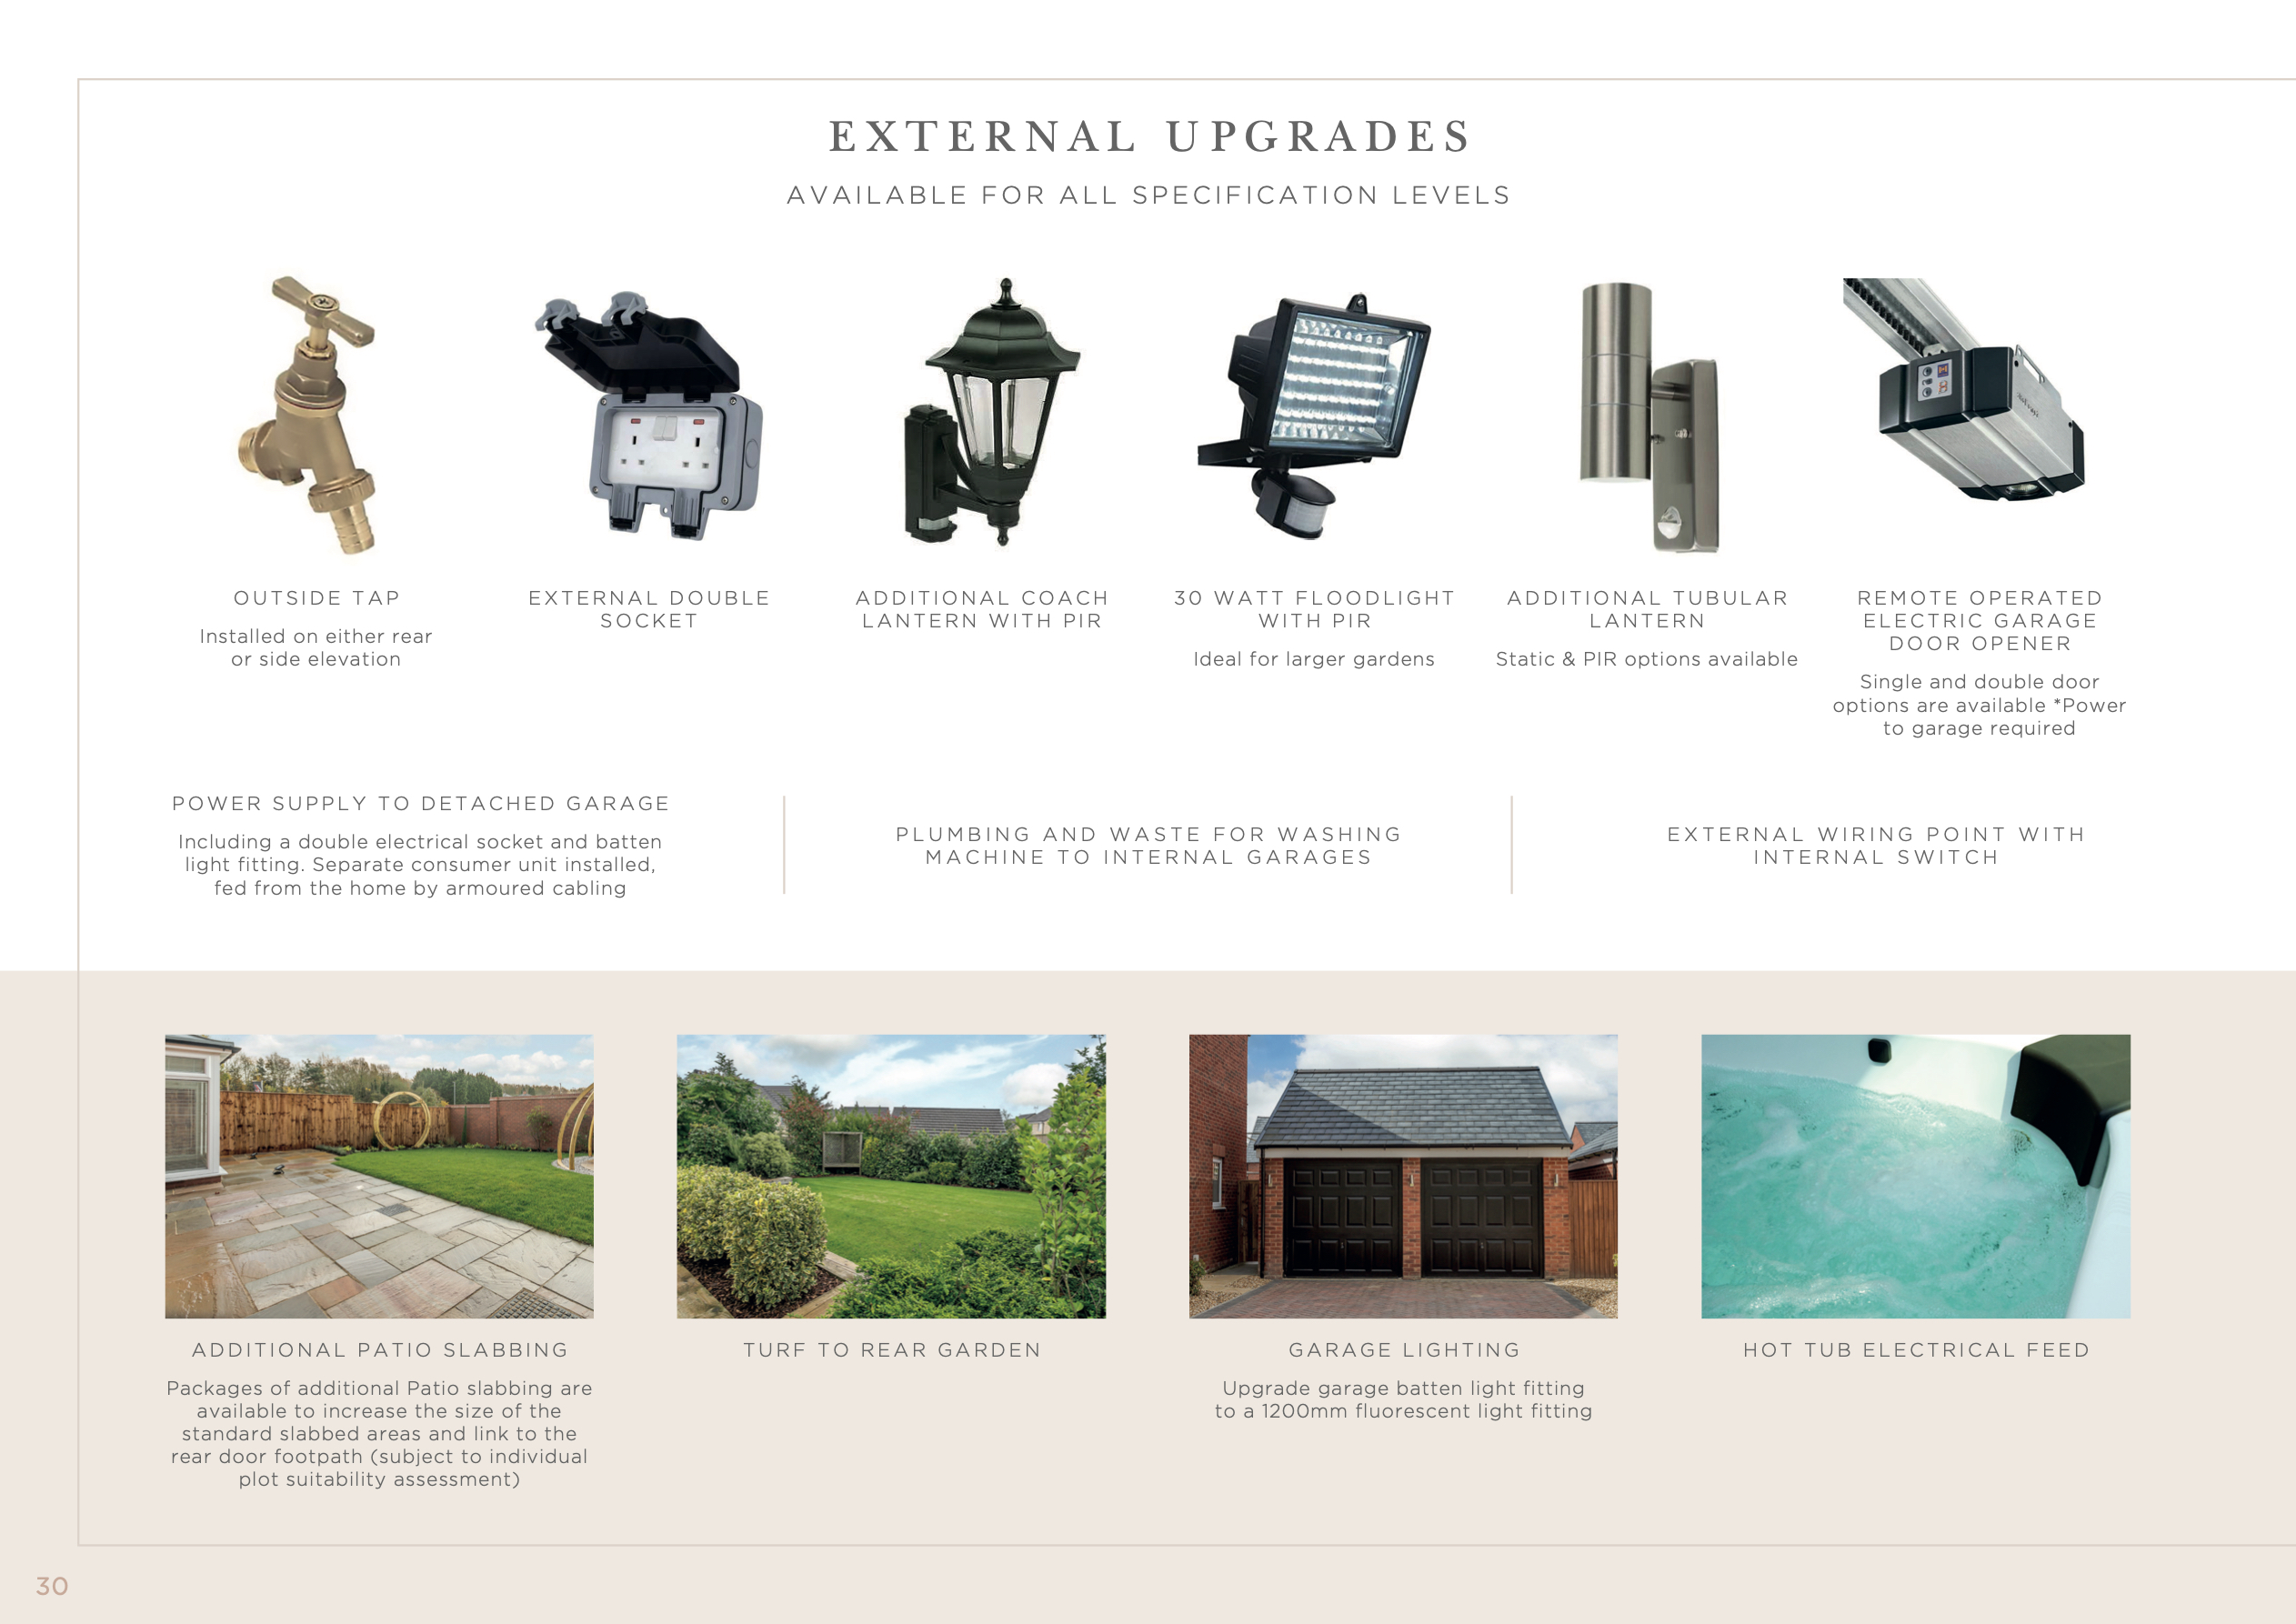 EXTERNAL UPGRADES
AVAILABLE FOR ALL SPECIFICATION LEVELS
OUTSIDE TAP
Installed on either rear
or side elevation
EXTERNAL DOUBLE
SOCKET
ADDITIONAL COACH
LANTERN WITH PIR
30 WATT FLOODLIGHT
WITH PIR
Ideal for larger gardens
ADDITIONAL TUBULAR
LANTERN
Static & PIR options available
REMOTE OPERATED
ELECTRIC GARAGE
DOOR OPENER
Single and double door
options are available *Power
to garage required
POWER SUPPLY TO DETACHED GARAGE
Including a double electrical socket and batten
light fitting. Separate consumer unit installed,
fed from the home by armoured cabling
PLUMBING AND WASTE FOR WASHING
MACHINE TO INTERNAL GARAGES
EXTERNAL WIRING POINT WITH
INTERNAL SWITCH
ADDITIONAL PATIO SLABBING
Packages of additional Patio slabbing are
available to increase the size of the
standard slabbed areas and link to the
rear door footpath (subject to individual
plot suitability assessment)
TURF TO REAR GARDEN
GARAGE LIGHTING
Upgrade garage batten light fitting
to a 1200mm fluorescent light fitting
HOT TUB ELECTRICAL FEED
30